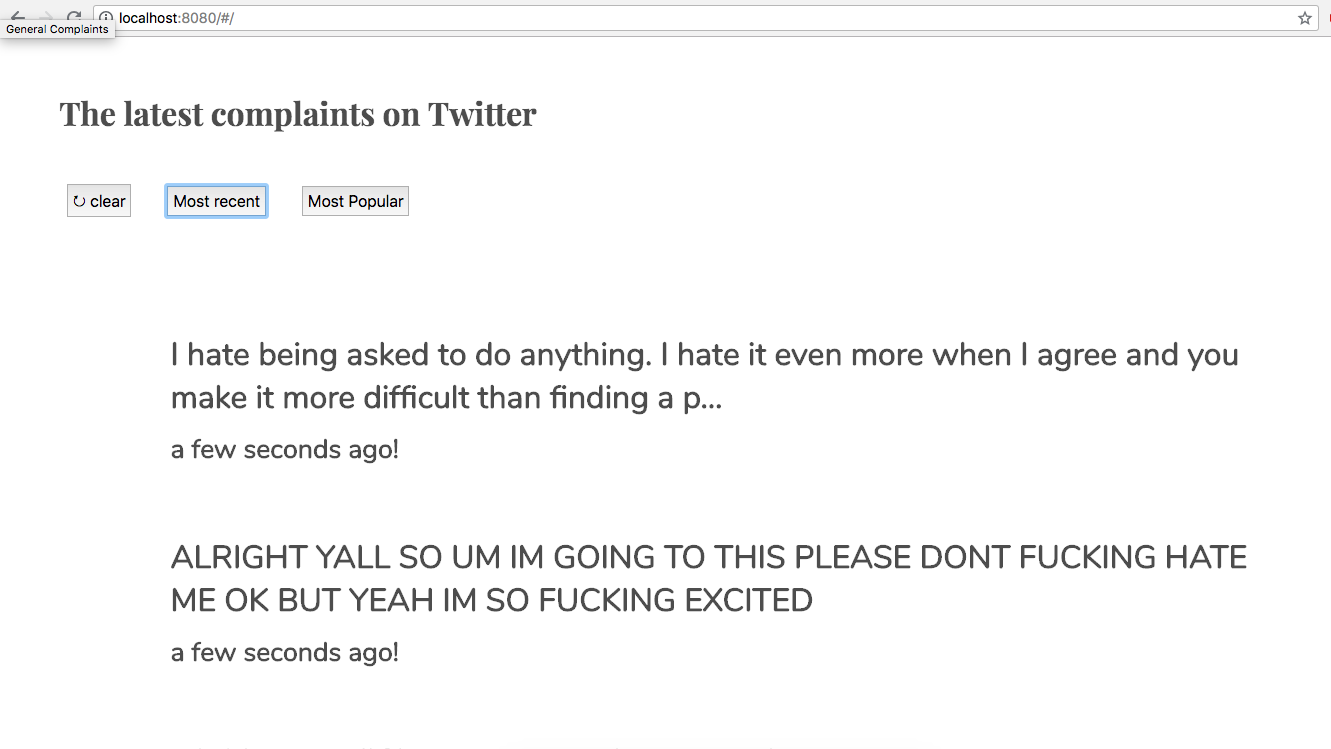 localhost:8080/#/
General Complaints
The latest complaints on Twitter
↻ clear
Most recent
Most Popular
I hate being asked to do anything. I hate it even more when I agree and you
make it more difficult than finding a p...
a few seconds ago!
ALRIGHT YALL SO UM IM GOING TO THIS PLEASE DONT FUCKING HATE
ME OK BUT YEAH IM SO FUCKING EXCITED
a few seconds ago!